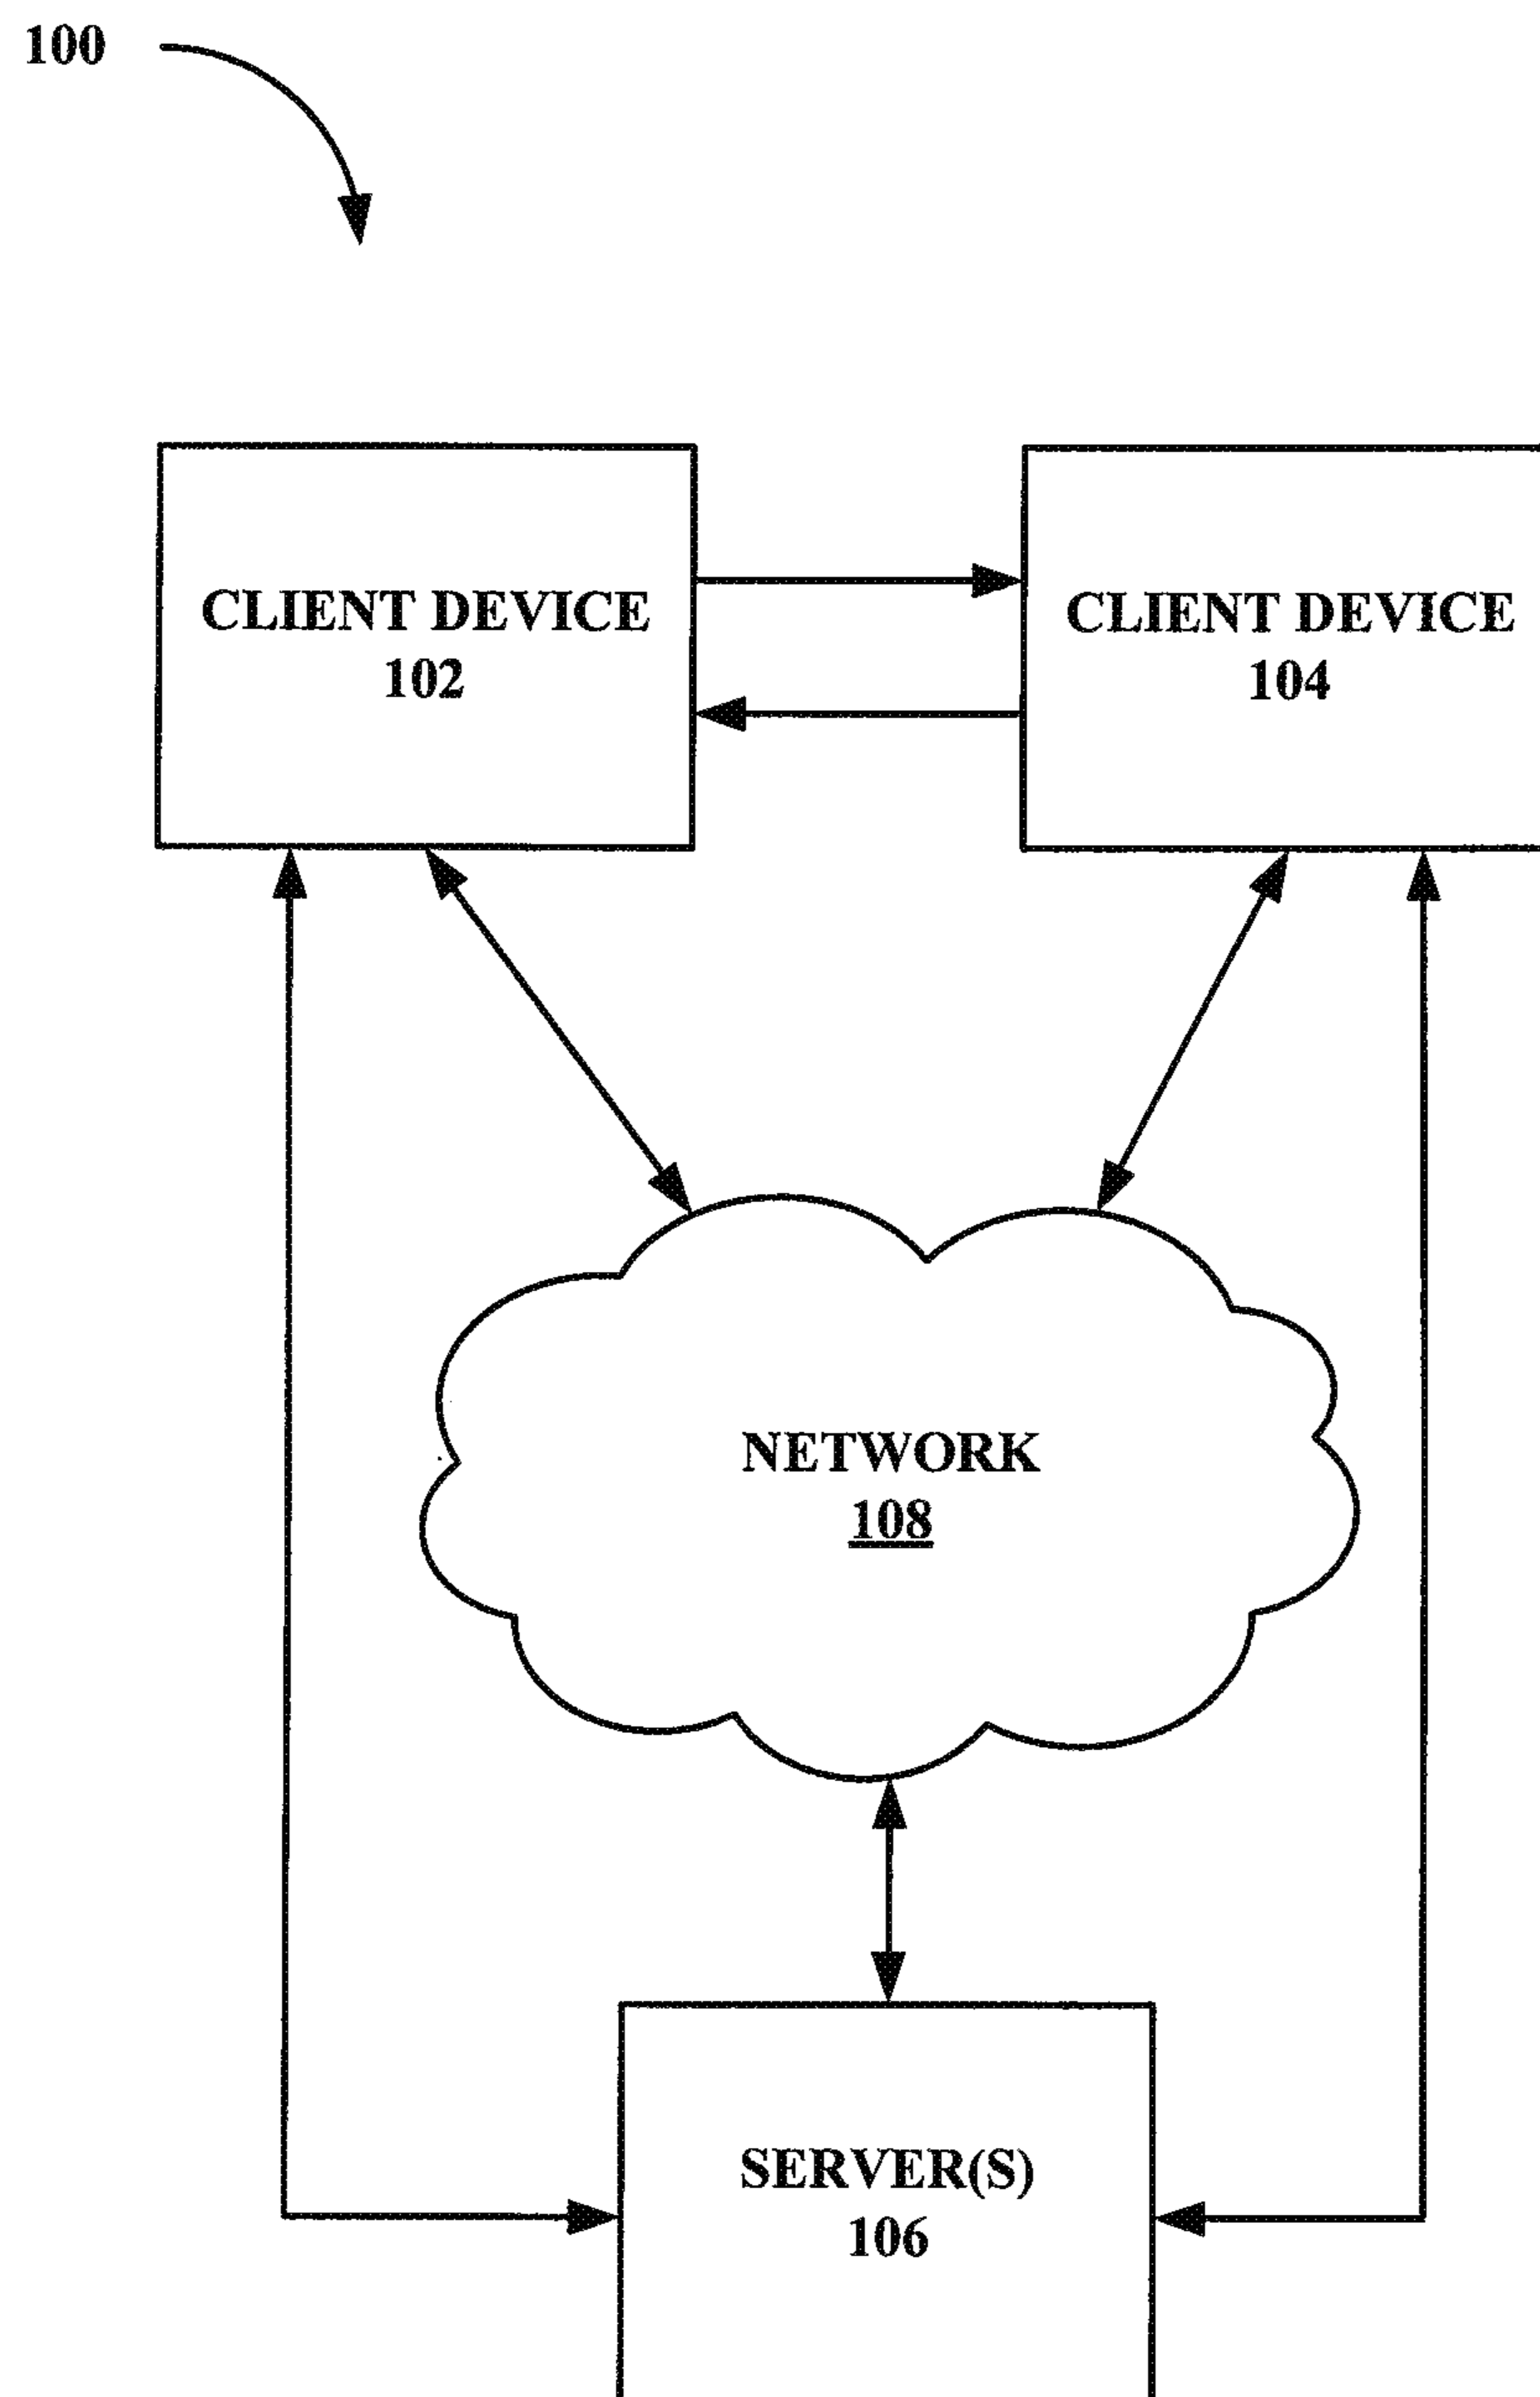 100
CLIENT DEVICE
102
CLIENT DEVICE
104
NETWORK
108
SERVER(S)
106